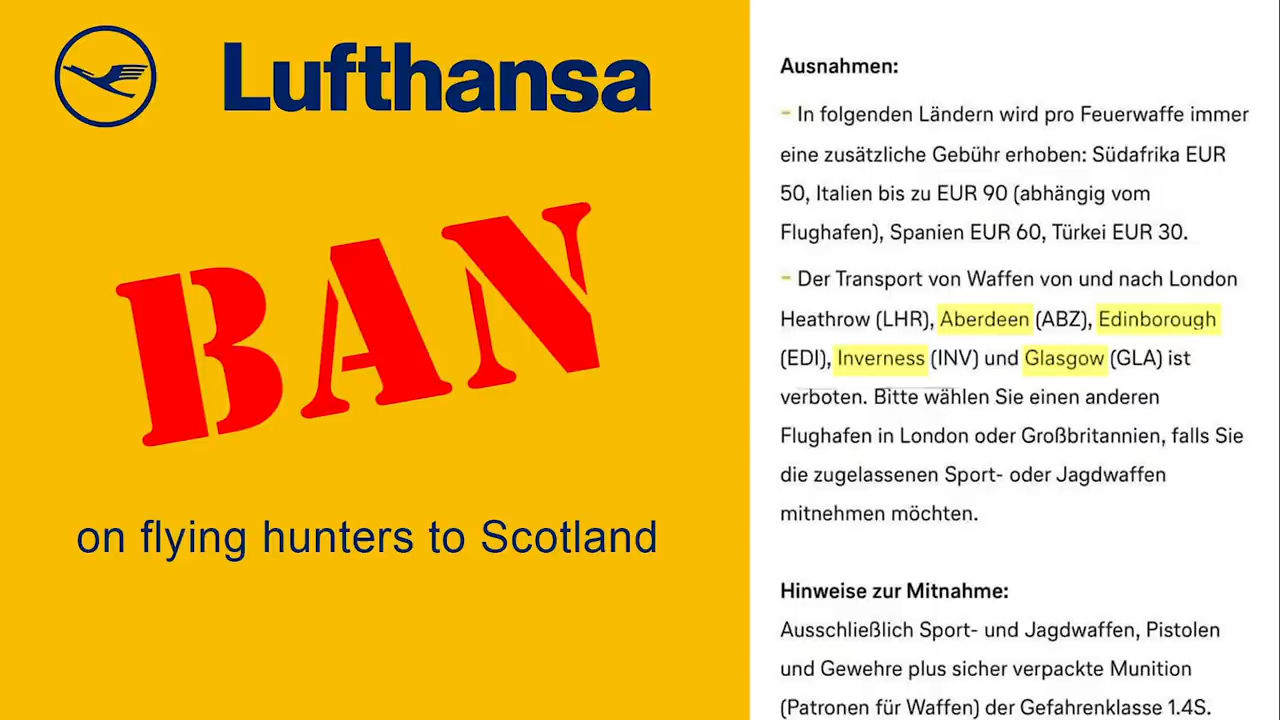 Lufthansa
BAN
on flying hunters to Scotland
Ausnahmen:
- In folgenden Ländern wird pro Feuerwaffe immer
eine zusätzliche Gebühr erhoben: Südafrika EUR
50, Italien bis zu EUR 90 (abhängig vom
Flughafen), Spanien EUR 60, Türkei EUR 30.
- Der Transport von Waffen von und nach London
Heathrow (LHR), Aberdeen (ABZ), Edinborough
(EDI), Inverness (INV) und Glasgow (GLA) ist
verboten. Bitte wählen Sie einen anderen
Flughafen in London oder Großbritannien, falls Sie
die zugelassenen Sport- oder Jagdwaffen
mitnehmen möchten.
Hinweise zur Mitnahme:
Ausschließlich Sport- und Jagdwaffen, Pistolen
und Gewehre plus sicher verpackte Munition
(Patronen für Waffen) der Gefahrenklasse 1.4S.